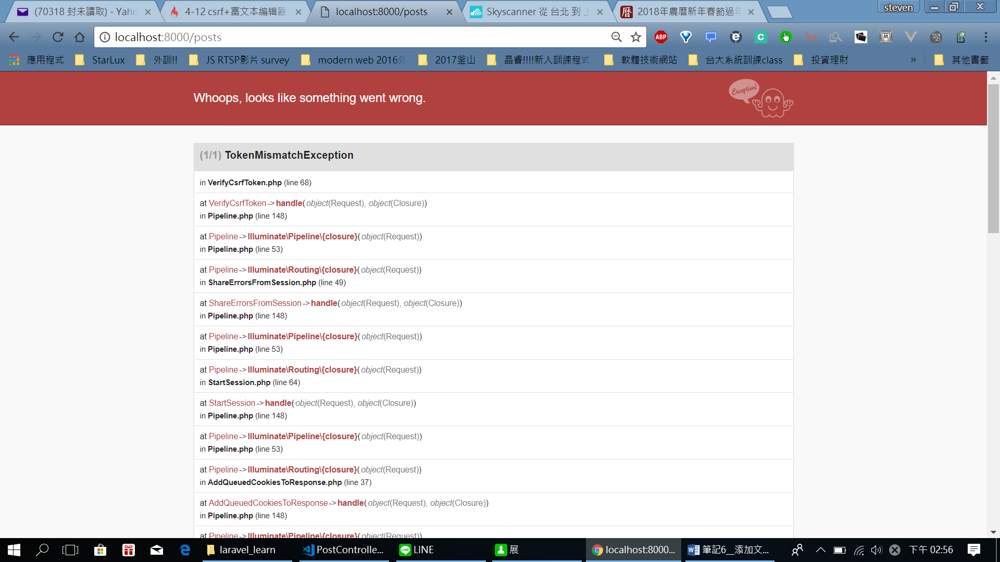 (70318 封未讀取) - Yaho
4-12 csrf+富文本编辑器
localhost:8000/posts
Skyscanner 從 台北 到 上
2018年農曆新年春節過年
steven
localhost:8000/posts
ABP
應用程式
StarLux
外訓!!
JS RTSP影片 survey
modern web 2016外
2017釜山
晶睿!!!!新人訓練程式
軟體技術網站
台大系統訓練class
投資理財
»
其他書籤
Whoops, looks like something went wrong.
Exception!
(1/1) TokenMismatchException
in VerifyCsrfToken.php (line 68)
at VerifyCsrfToken->handle(object(Request), object(Closure))
in Pipeline.php (line 148)
at Pipeline->Illuminate\Pipeline\{closure}(object(Request))
in Pipeline.php (line 53)
at Pipeline->Illuminate\Routing\{closure}(object(Request))
in ShareErrorsFromSession.php (line 49)
at ShareErrorsFromSession->handle(object(Request), object(Closure))
in Pipeline.php (line 148)
at Pipeline->Illuminate\Pipeline\{closure}(object(Request))
in Pipeline.php (line 53)
at Pipeline->Illuminate\Routing\{closure}(object(Request))
in StartSession.php (line 64)
at StartSession->handle(object(Request), object(Closure))
in Pipeline.php (line 148)
at Pipeline->Illuminate\Pipeline\{closure}(object(Request))
in Pipeline.php (line 53)
at Pipeline->Illuminate\Routing\{closure}(object(Request))
in AddQueuedCookiesToResponse.php (line 37)
at AddQueuedCookiesToResponse->handle(object(Request), object(Closure))
in Pipeline.php (line 148)
at Pipeline->Illuminate\Pipeline\{closure}(object(Request))
laravel_learn
PostControlle...
LINE
展
localhost:8000...
筆記6__添加文...
下午 02:56